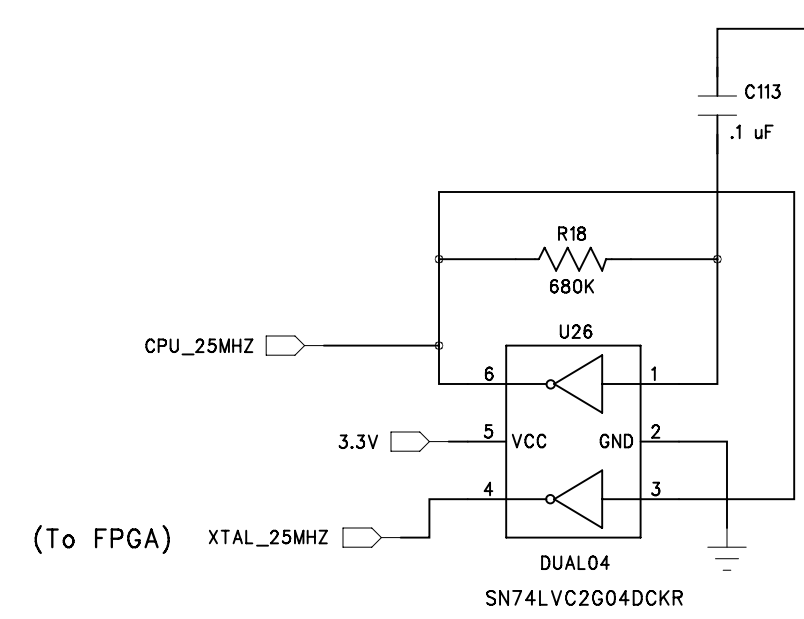 C113
.1 uF
R18
680K
U26
CPU_25MHZ
6
1
3.3V
5
VCC
GND
2
4
3
(To FPGA)
XTAL_25MHZ
DUAL04
SN74LVC2G04DCKR